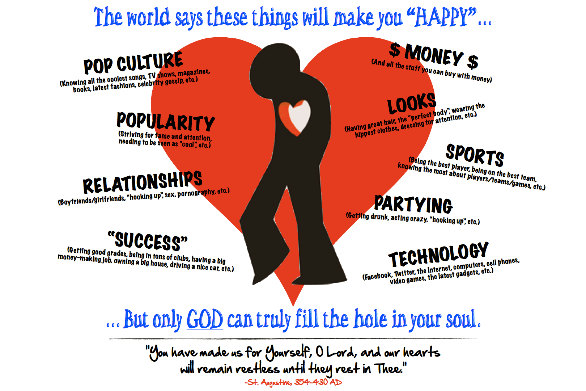 The world says these things will make you "HAPPY"...
POP CULTURE
(Knowing all the coolest songs, TV shows, magazines,
books, latest fashions, celebrity gossip, etc.)
POPULARITY
(Striving for fame and attention,
needing to be seen as "cool", etc.)
RELATIONSHIPS
(Boyfriends/girlfriends, "hooking up", sex, pornography, etc.)
"SUCCESS"
(Getting good grades, being in tons of clubs, having a big
money-making job, owning a big house, driving a nice car, etc.)
$ MONEY $
(And all the stuff you can buy with money)
LOOKS
(Having great hair, the "perfect body", wearing the
hippest clothes, dressing for attention, etc.)
SPORTS
(Being the best player, being on the best team,
knowing the most about players/teams/games, etc.)
PARTYING
(Getting drunk, acting crazy, "hooking up", etc.)
TECHNOLOGY
(Facebook, Twitter, the internet, computers, cell phones,
video games, the latest gadgets, etc.)
...But only GOD can truly fill the hole in your soul.
"You have made us for Yourself, O Lord, and our hearts
will remain restless until they rest in Thee."
-St. Augustine, 354-430 AD